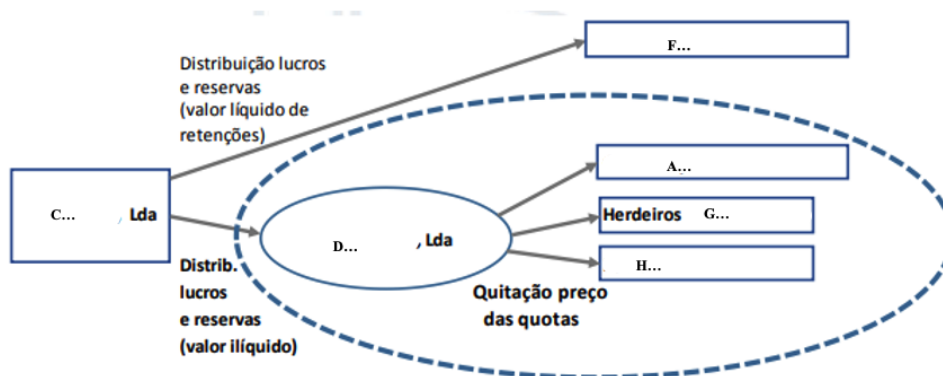 F...
Distribuição lucros
e reservas
(valor líquido de
retenções)
A...
C... , Lda
Herdeiros G...
D... , Lda
H...
Distrib.
lucros
e reservas
(valor ilíquido)
Quitação preço
das quotas